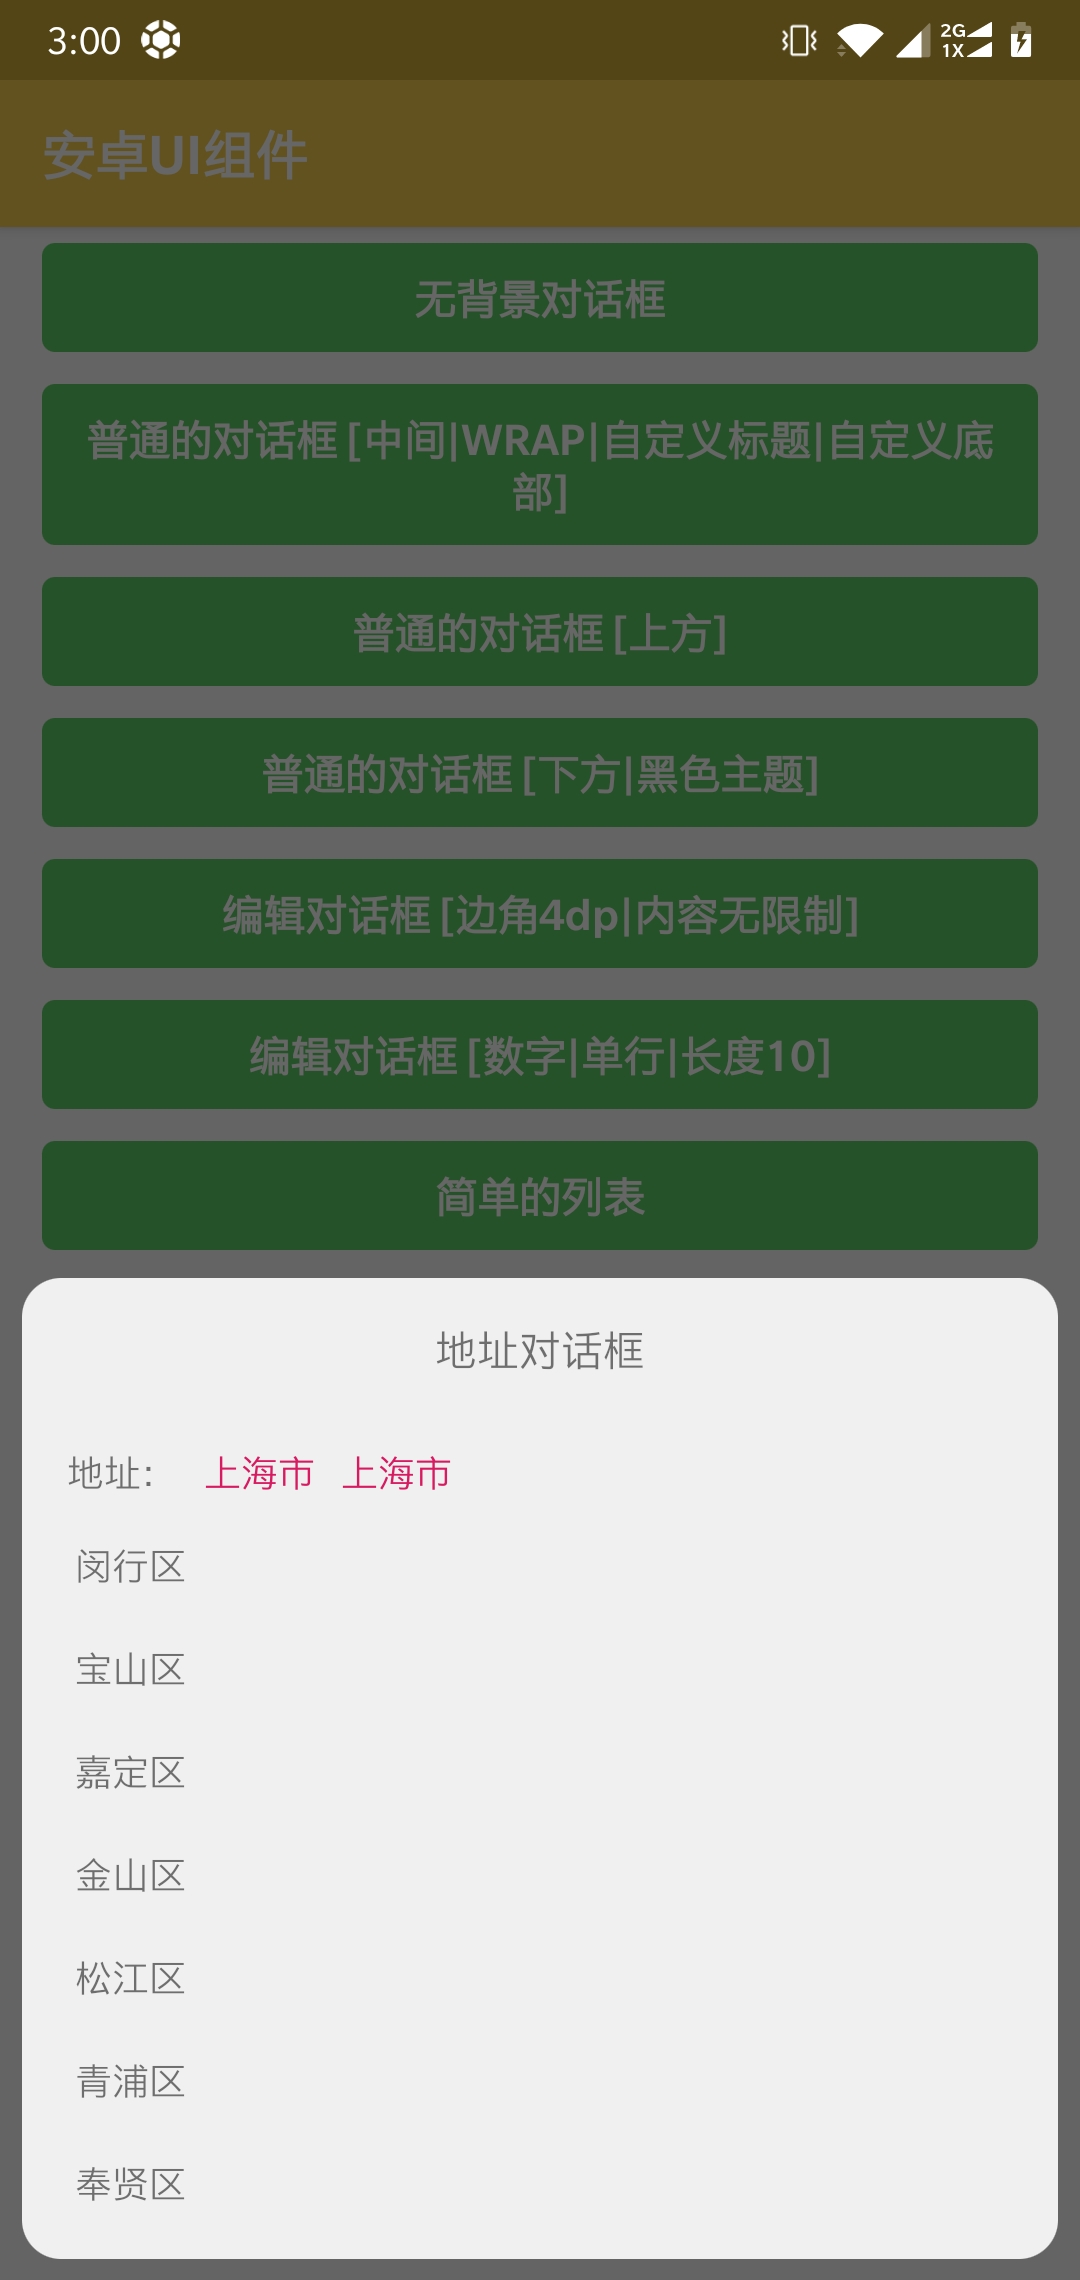 3:00
2G
1X
安卓UI组件
无背景对话框
普通的对话框 [中间|WRAP|自定义标题|自定义底
部]
普通的对话框 [上方]
普通的对话框 [下方|黑色主题]
编辑对话框 [边角4dp|内容无限制]
编辑对话框 [数字|单行|长度10]
简单的列表
地址对话框
地址： 上海市 上海市
闵行区
宝山区
嘉定区
金山区
松江区
青浦区
奉贤区